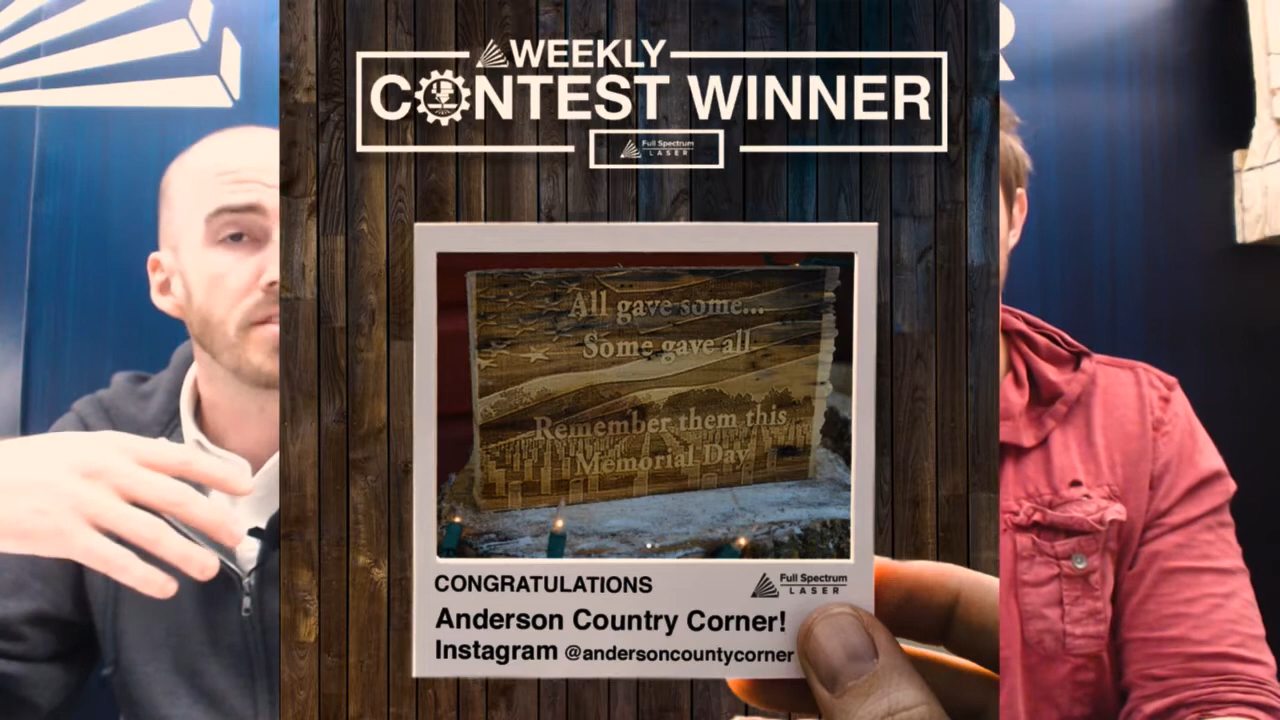 WEEKLY
CONTEST WINNER
Full Spectrum
LASER
All gave some...
Some gave all
Remember them this
Memorial Day
CONGRATULATIONS
Full Spectrum
LASER
Anderson Country Corner!
Instagram @andersoncountycorner